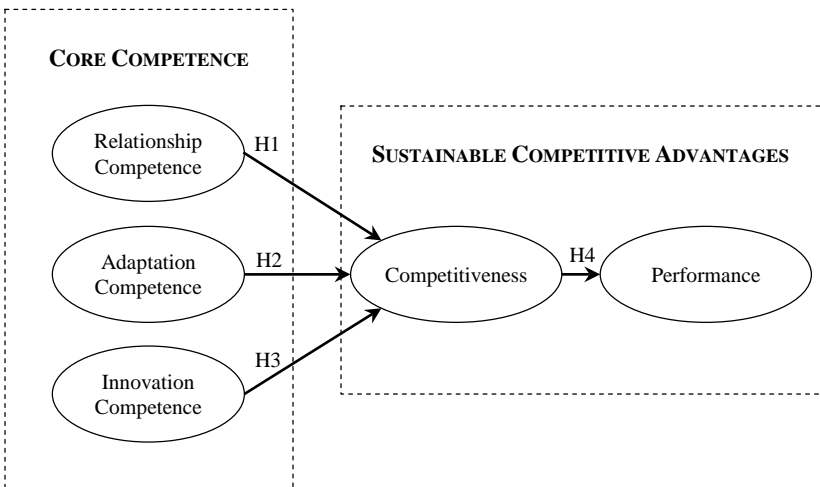 CORE COMPETENCE
Relationship
Competence
H1
SUSTAINABLE COMPETITIVE ADVANTAGES
Adaptation
Competence
H2
Competitiveness
H4
Performance
H3
Innovation
Competence